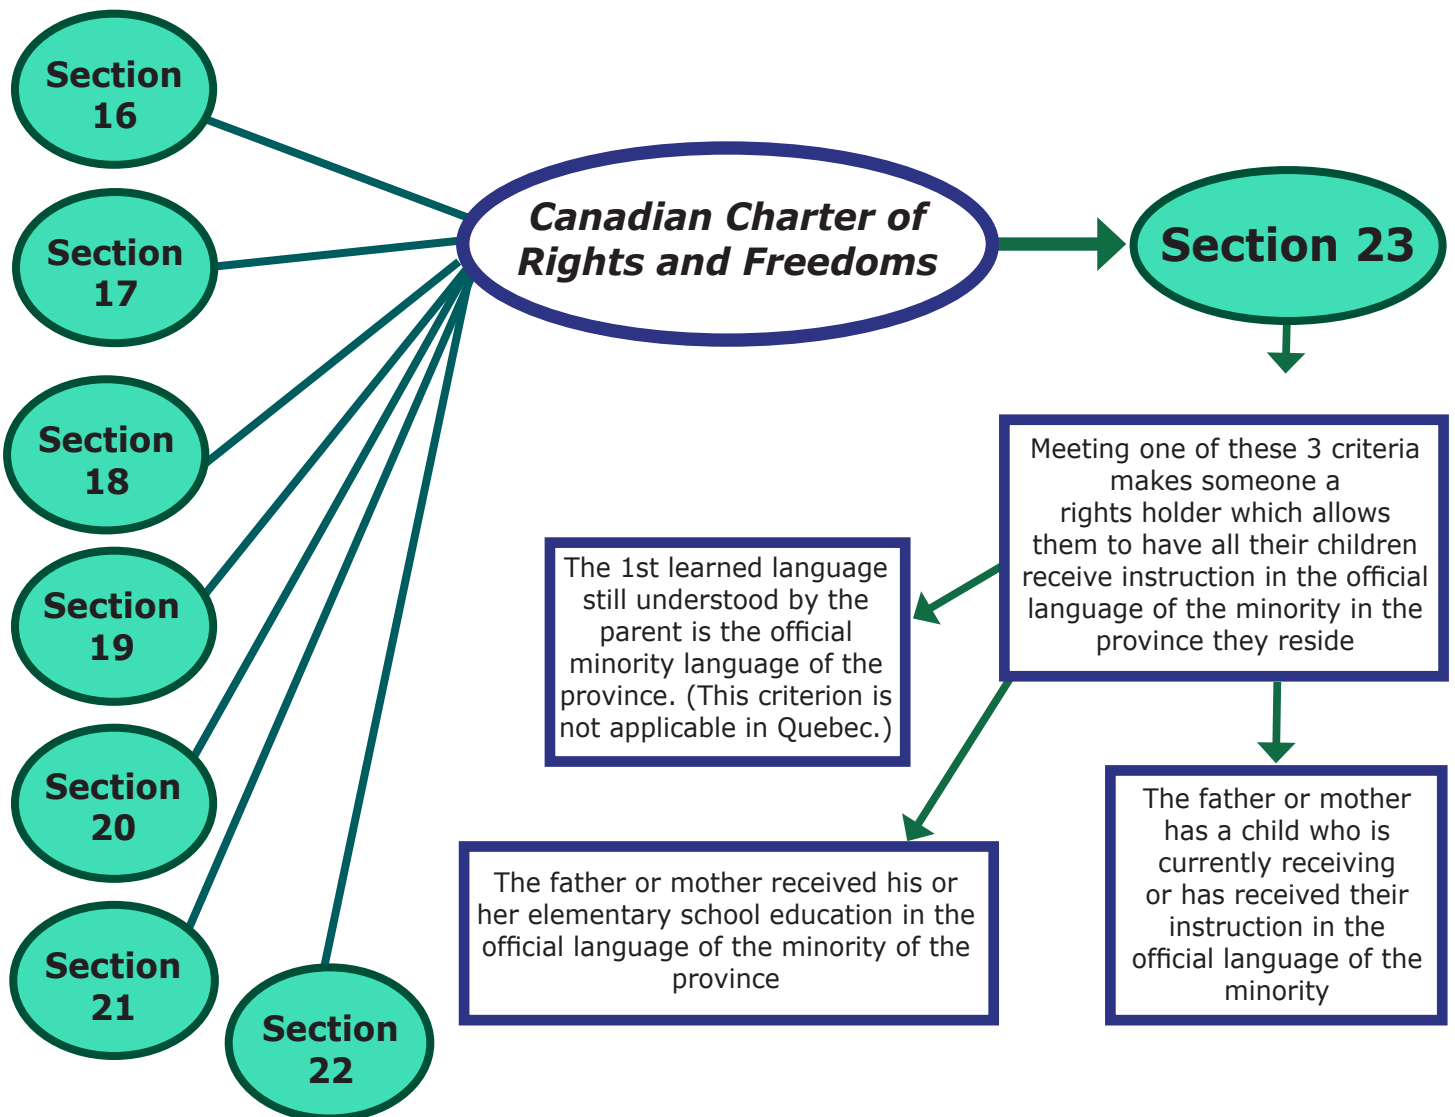 Section
16
Section
17
Section
18
Section
19
Section
20
Section
21
Section
22
Canadian Charter of
Rights and Freedoms
Section 23
Meeting one of these 3 criteria
makes someone a
rights holder which allows
them to have all their children
receive instruction in the official
language of the minority in the
province they reside
The 1st learned language
still understood by the
parent is the official
minority language of the
province. (This criterion is
not applicable in Quebec.)
The father or mother received his or
her elementary school education in the
official language of the minority of the
province
The father or mother
has a child who is
currently receiving
or has received their
instruction in the
official language of the
minority